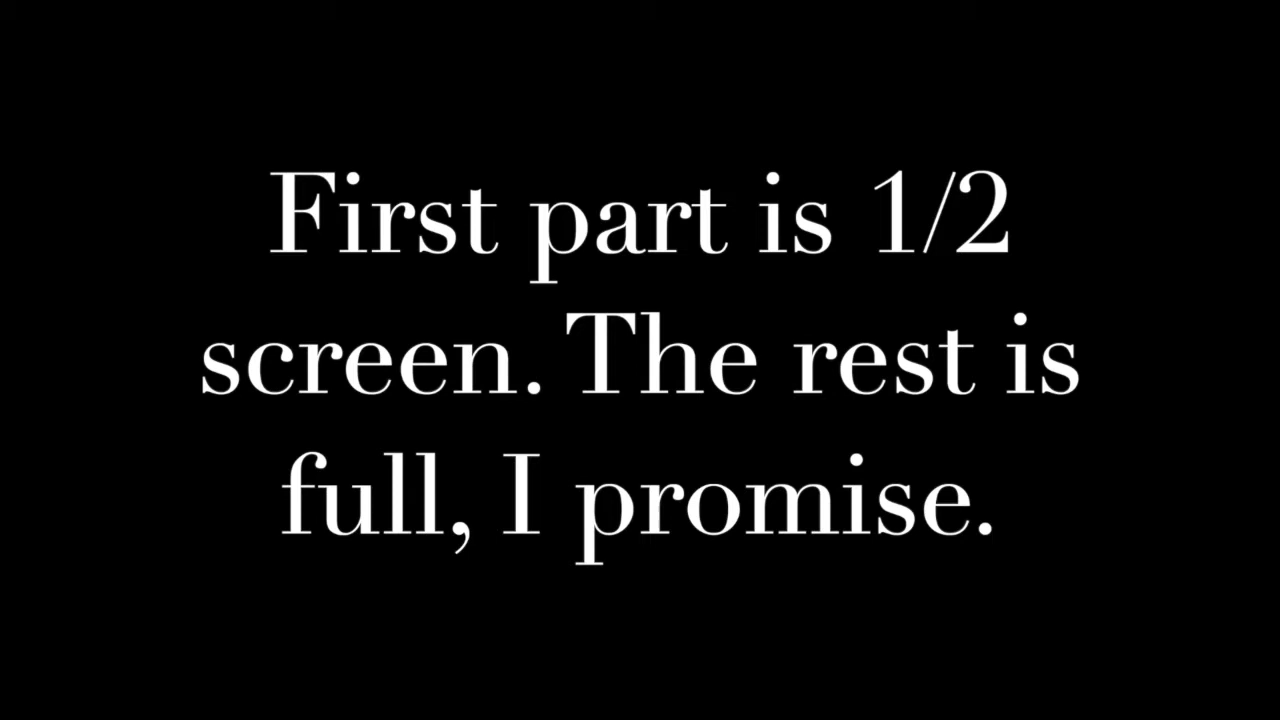 First part is 1/2
screen. The rest is
full, I promise.